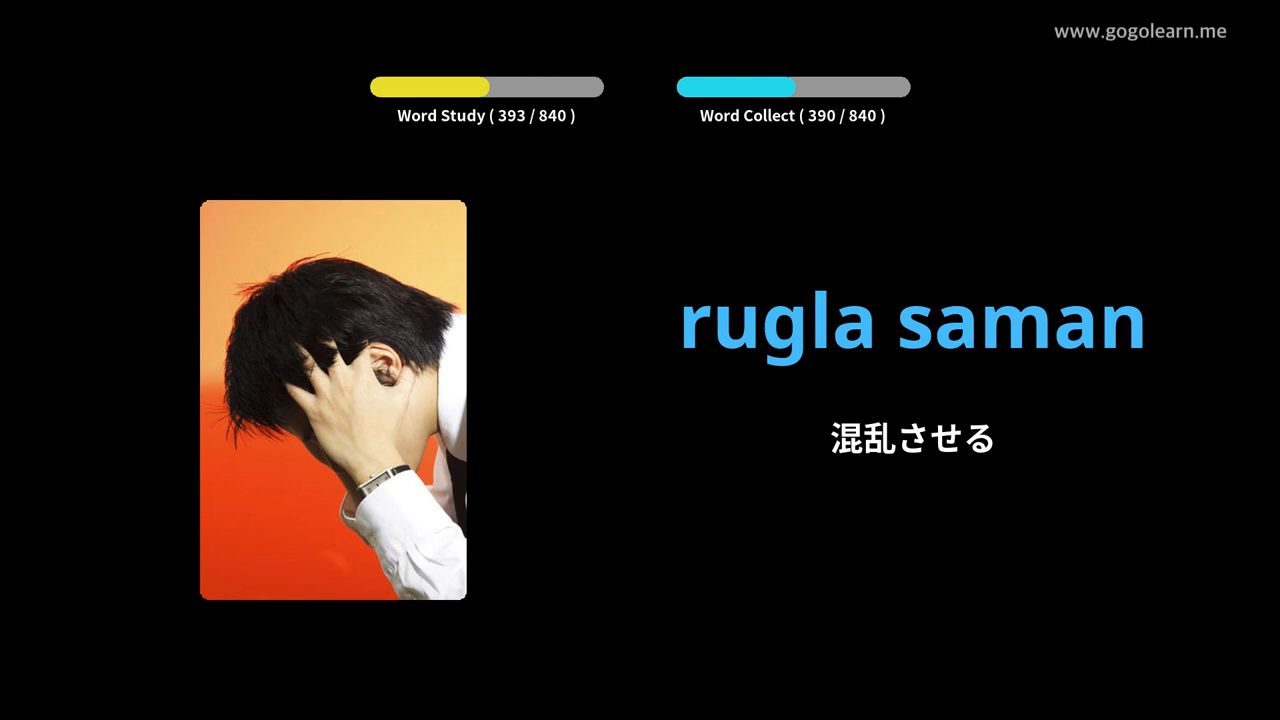 www.gogolearn.me
Word Study ( 393 / 840 )
Word Collect ( 390 / 840 )
rugla saman
混乱させる